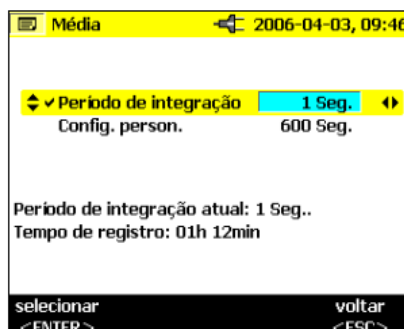 Média 2006-04-03, 09:46
Período de integração 1 Seg.
Config. person. 600 Seg.
Período de integração atual: 1 Seg..
Tempo de registro: 01h 12min
selecionar voltar
<ENTER> <ESC>